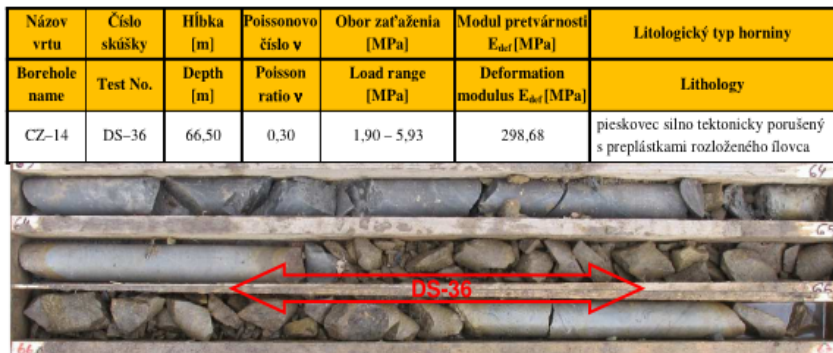 Názov vrtu Číslo skúšky Hĺbka [m] Poissonovo číslo ν Obor zaťaženia [MPa] Modul pretvárnosti Edef [MPa] Litologický typ horniny
Borehole name Test No. Depth [m] Poisson ratio ν Load range [MPa] Deformation modulus Edef [MPa] Lithology
CZ–14 DS–36 66,50 0,30 1,90 – 5,93 298,68 pieskovec silno tektonicky porušený
s preplástkami rozloženého ílovca
64
65
DS-36
66
66